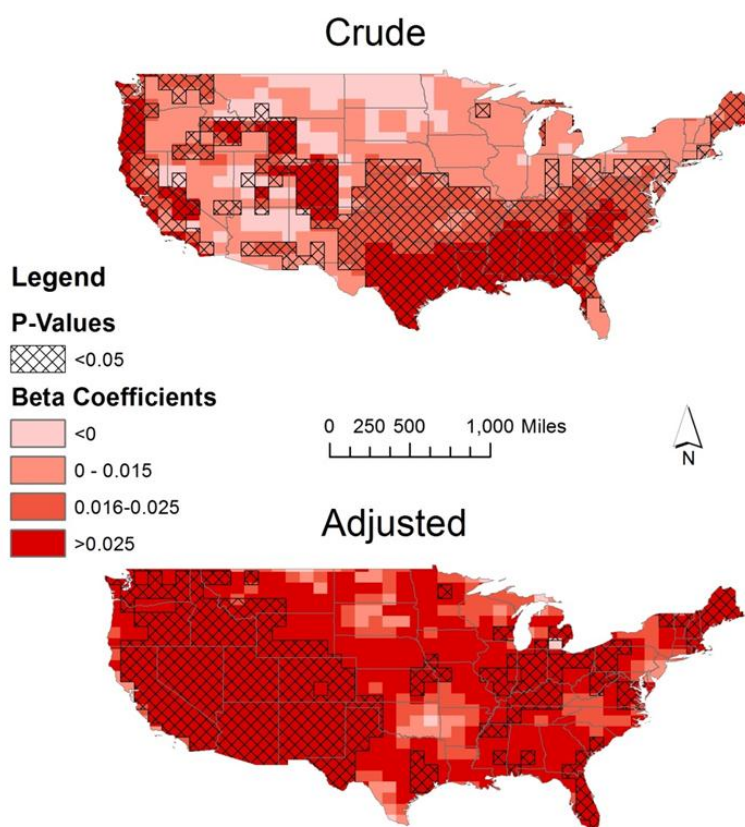 Crude
Legend
P-Values
<0.05
Beta Coefficients
<0
0 - 0.015
0.016-0.025
>0.025
0 250 500 1,000 Miles
N
Adjusted